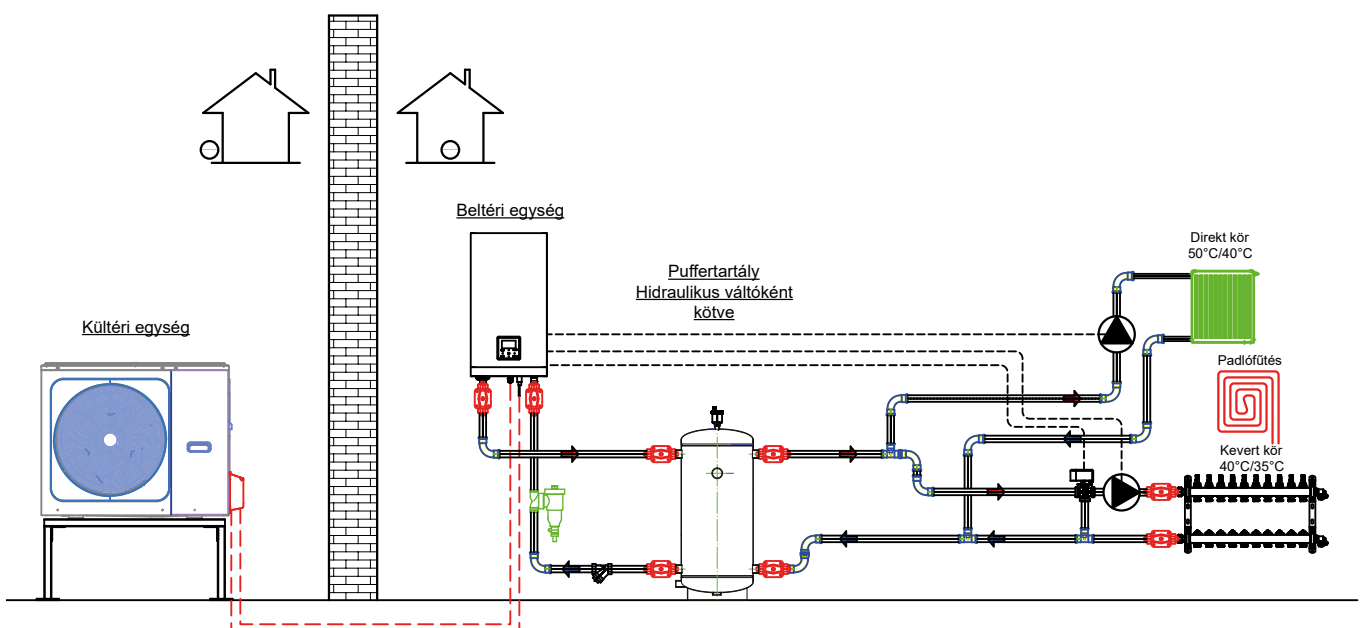 Beltéri egység
Puffertartály
Hidraulikus váltóként
kötve
Kültéri egység
Direkt kör
50°C/40°C
Padlófűtés
Kevert kör
40°C/35°C